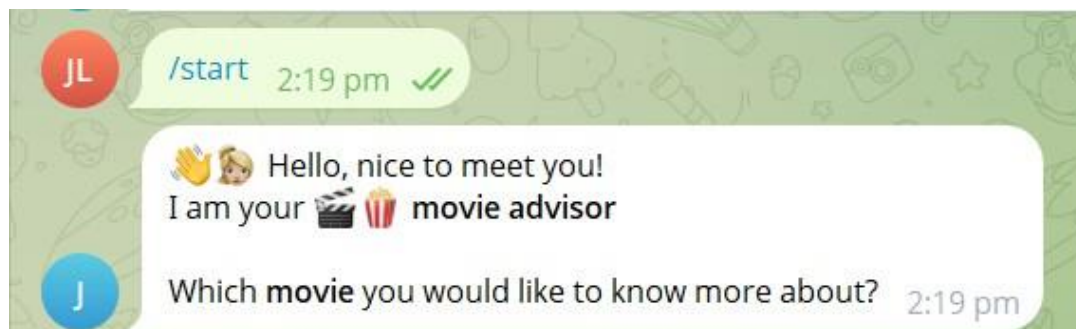 JL
/start 2:19 pm
👋👧🏼 Hello, nice to meet you!
I am your 🎬🍿 movie advisor
Which movie you would like to know more about? 2:19 pm
J